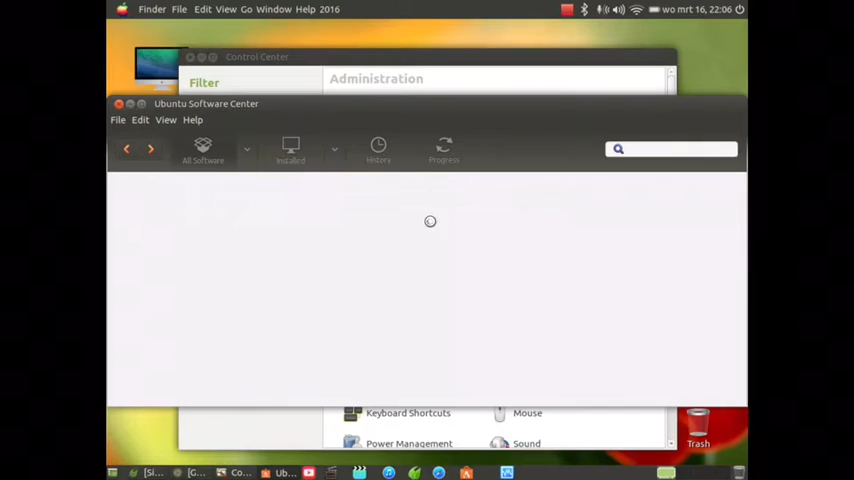 Finder File Edit View Go Window Help 2016
wo mrt 16, 22:06
Control Center
Filter
Administration
Ubuntu Software Center
File Edit View Help
All Software
Installed
History
Progress
Keyboard Shortcuts
Mouse
Power Management
Sound
Trash
[Si...
[G...
Co...
Ub...